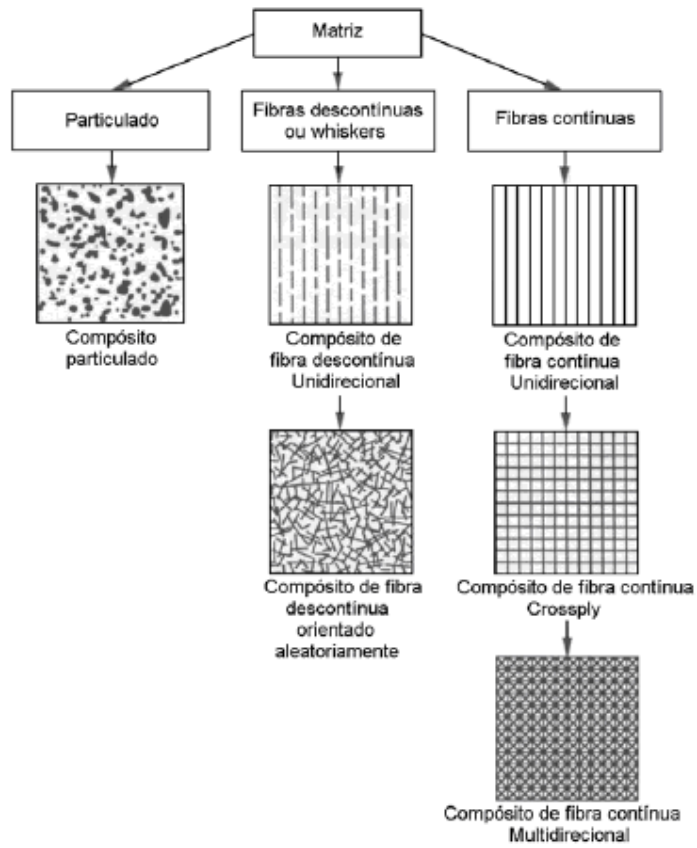 Matriz
Particulado
Fibras descontínuas
ou whiskers
Fibras contínuas
Compósito
particulado
Compósito de
fibra descontínua
Unidirecional
Compósito de
fibra contínua
Unidirecional
Compósito de fibra
descontínua
orientado
aleatoriamente
Compósito de fibra contínua
Crossply
Compósito de fibra contínua
Multidirecional